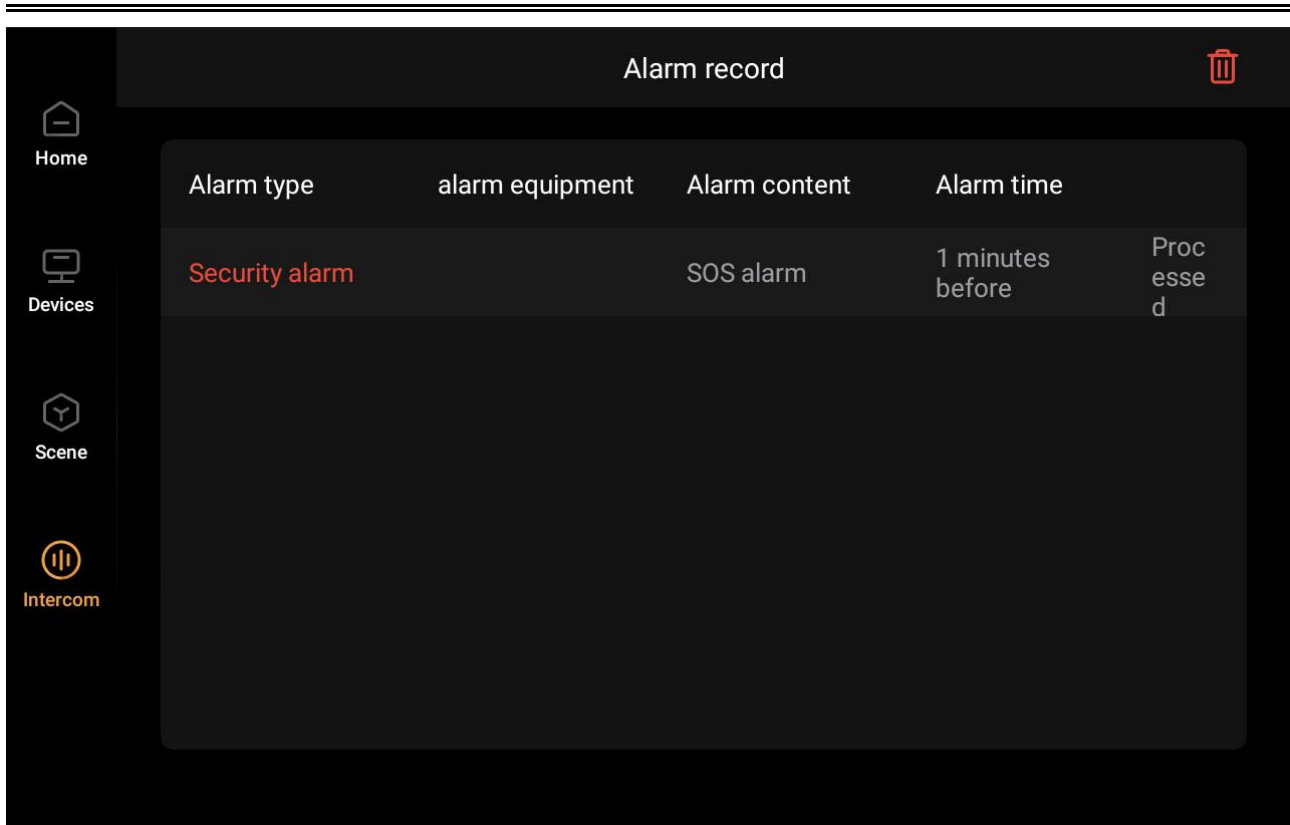 Alarm record
Home
Devices
Scene
Intercom
Alarm type alarm equipment Alarm content Alarm time
Security alarm SOS alarm 1 minutes
before Proc
esse
d